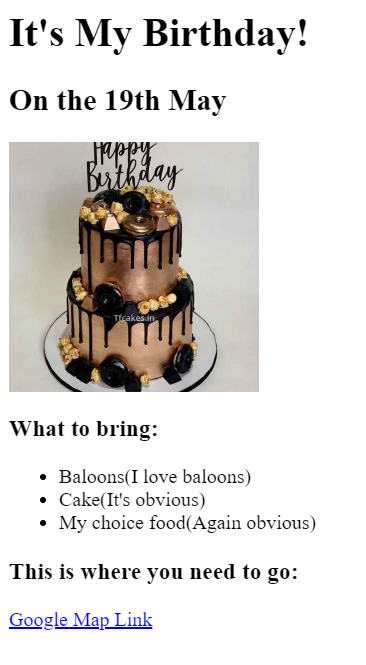 It's My Birthday!
On the 19th May
Happy
Birthday
Tfcakes.in
What to bring:
Baloons(I love baloons)
Cake(It's obvious)
My choice food(Again obvious)
This is where you need to go:
Google Map Link